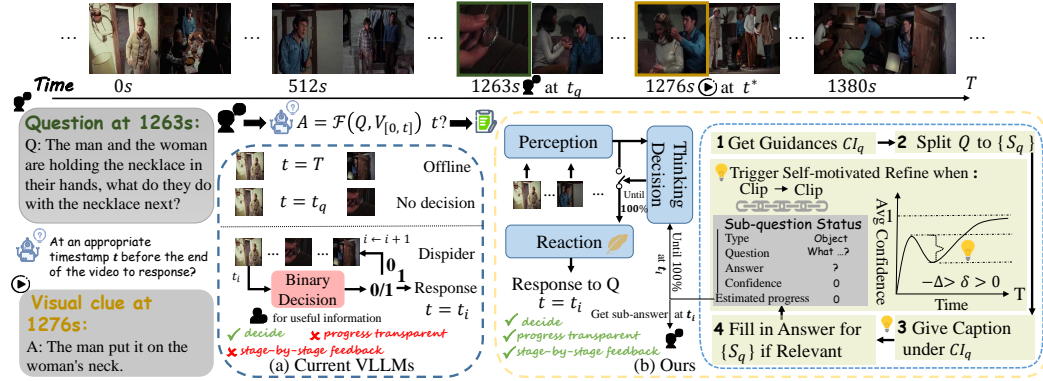 ... ... ... ... ...
Time 0s 512s 1263s at t_q 1276s at t* 1380s T
Question at 1263s:
Q: The man and the woman
are holding the necklace in
their hands, what do they do
with the necklace next?
At an appropriate
timestamp t before the end
of the video to response?
Visual clue at
1276s:
A: The man put it on the
woman's neck.
? A = F(Q, V_[0, t]) t?
t = T Offline
t = t_q No decision
... ... i ← i + 1
Dispider
t_i
Binary
Decision
0
0/1
1
Response
t = t_i
for useful information
✓ decide ✗ progress transparent
✗ stage-by-stage feedback
(a) Current VLLMs
Perception
... ...
Thinking
Decision
Until
100%
Reaction
Response to Q
t = t_i
Until 100%
at t_i
Get sub-answer at t_i
✓ decide
✓ progress transparent
✓ stage-by-stage feedback
(b) Ours
1 Get Guidances CI_q
2 Split Q to {S_q}
Trigger Self-motivated Refine when :
Clip → Clip
Sub-question Status
Type Object
Question What ...?
Answer ?
Confidence 0
Estimated progress 0
Avg Confidence
1
−Δ> δ > 0
Time T
4 Fill in Answer for
{S_q} if Relevant
3 Give Caption
under CI_q